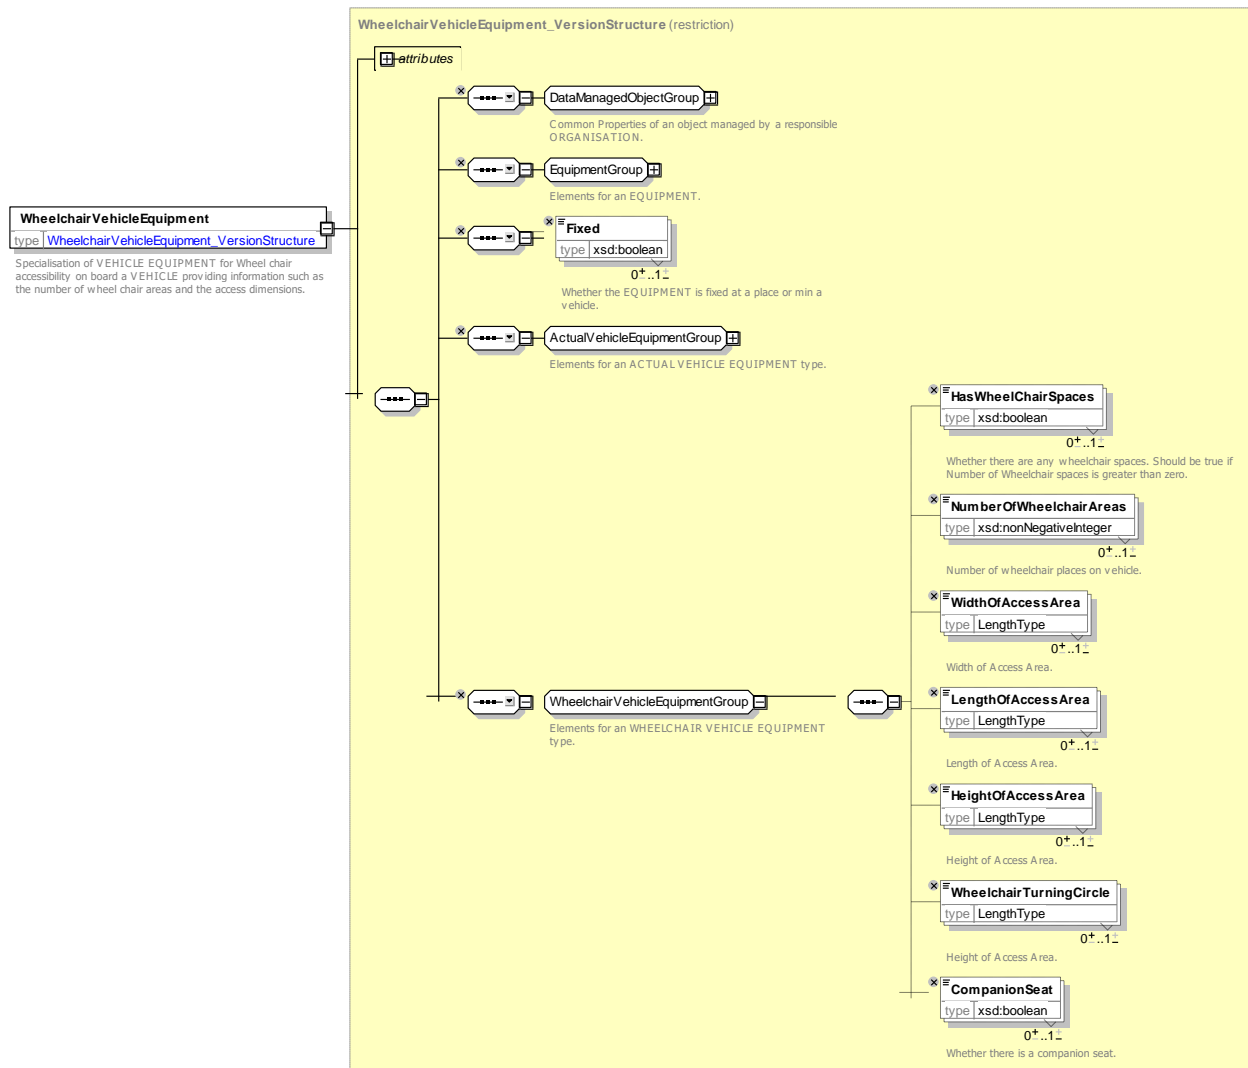 WheelchairVehicleEquipment_VersionStructure (restriction)
attributes
DataManagedObjectGroup
Common Properties of an object managed by a responsible
ORGANISATION.
EquipmentGroup
Elements for an EQUIPMENT.
Fixed
type xsd:boolean
0..1
Whether the EQUIPMENT is fixed at a place or min a
vehicle.
WheelchairVehicleEquipment
type WheelchairVehicleEquipment_VersionStructure
Specialisation of VEHICLE EQUIPMENT for Wheel chair
accessibility on board a VEHICLE providing information such as
the number of wheel chair areas and the access dimensions.
ActualVehicleEquipmentGroup
Elements for an ACTUAL VEHICLE EQUIPMENT type.
WheelchairVehicleEquipmentGroup
Elements for an WHEELCHAIR VEHICLE EQUIPMENT
type.
HasWheelChairSpaces
type xsd:boolean
0..1
Whether there are any wheelchair spaces. Should be true if
Number of Wheelchair spaces is greater than zero.
NumberOfWheelchairAreas
type xsd:nonNegativeInteger
0..1
Number of wheelchair places on vehicle.
WidthOfAccessArea
type LengthType
0..1
Width of Access Area.
LengthOfAccessArea
type LengthType
0..1
Length of Access Area.
HeightOfAccessArea
type LengthType
0..1
Height of Access Area.
WheelchairTurningCircle
type LengthType
0..1
Height of Access Area.
CompanionSeat
type xsd:boolean
0..1
Whether there is a companion seat.